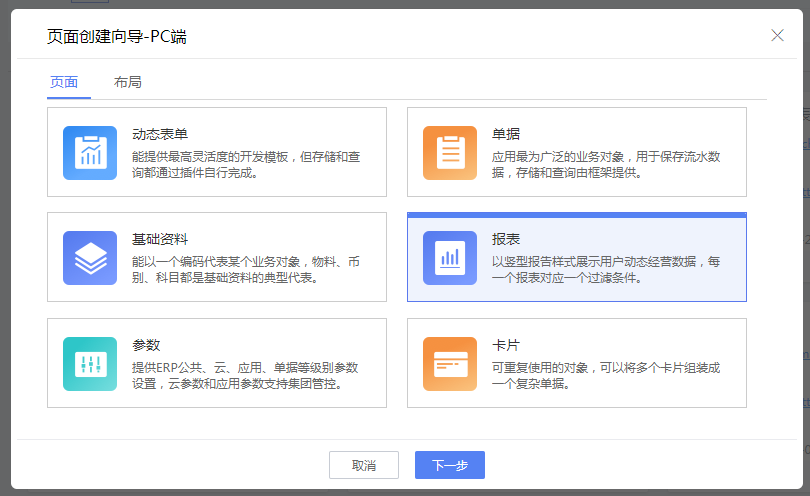 页面创建向导-PC端
页面
布局
动态表单
能提供最高灵活度的开发模板，但存储和查
询都通过插件自行完成。
单据
应用最为广泛的业务对象，用于保存流水数
据，存储和查询由框架提供。
基础资料
能以一个编码代表某个业务对象，物料、币
别、科目都是基础资料的典型代表。
报表
以竖型报告样式展示用户动态经营数据，每
一个报表对应一个过滤条件。
参数
提供ERP公共、云、应用、单据等级别参数
设置，云参数和应用参数支持集团管控。
卡片
可重复使用的对象，可以将多个卡片组装成
一个复杂单据。
取消
下一步